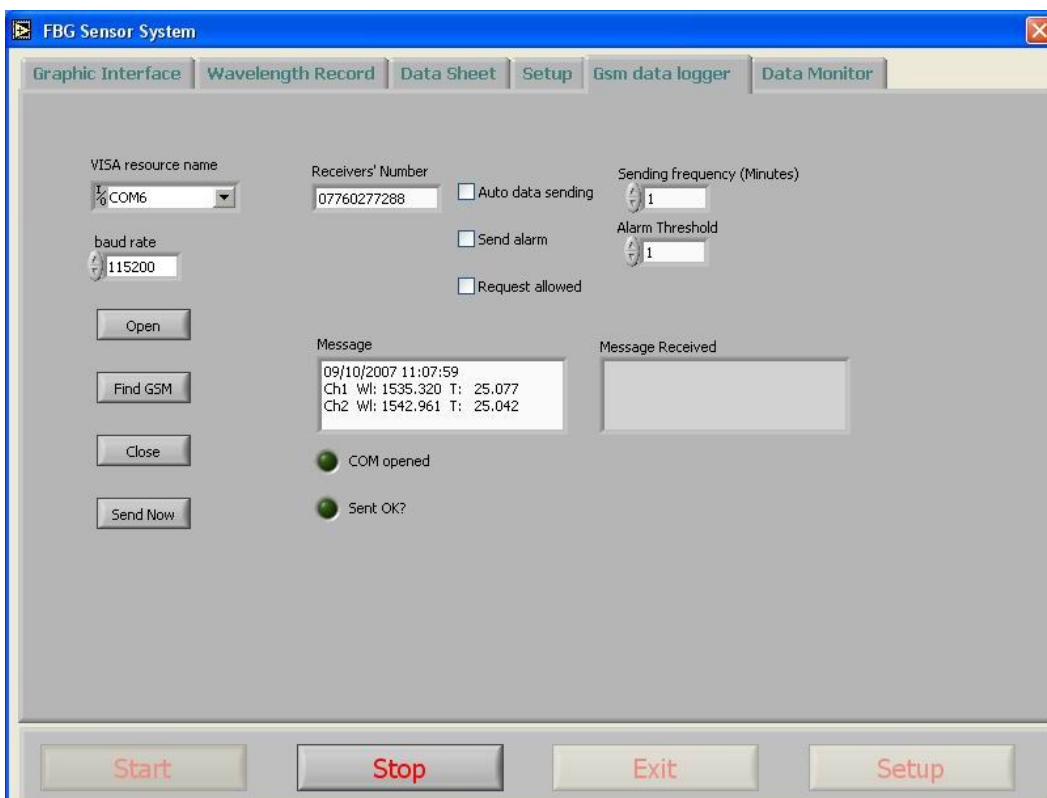 FBG Sensor System
Graphic Interface
Wavelength Record
Data Sheet
Setup
Gsm data logger
Data Monitor
VISA resource name
COM6
baud rate
115200
Open
Find GSM
Close
Send Now
Receivers' Number
07760277288
Auto data sending
Send alarm
Request allowed
Sending frequency (Minutes)
1
Alarm Threshold
1
Message
09/10/2007 11:07:59
Ch1 Wl: 1535.320 T: 25.077
Ch2 Wl: 1542.961 T: 25.042
Message Received
COM opened
Sent OK?
Start
Stop
Exit
Setup